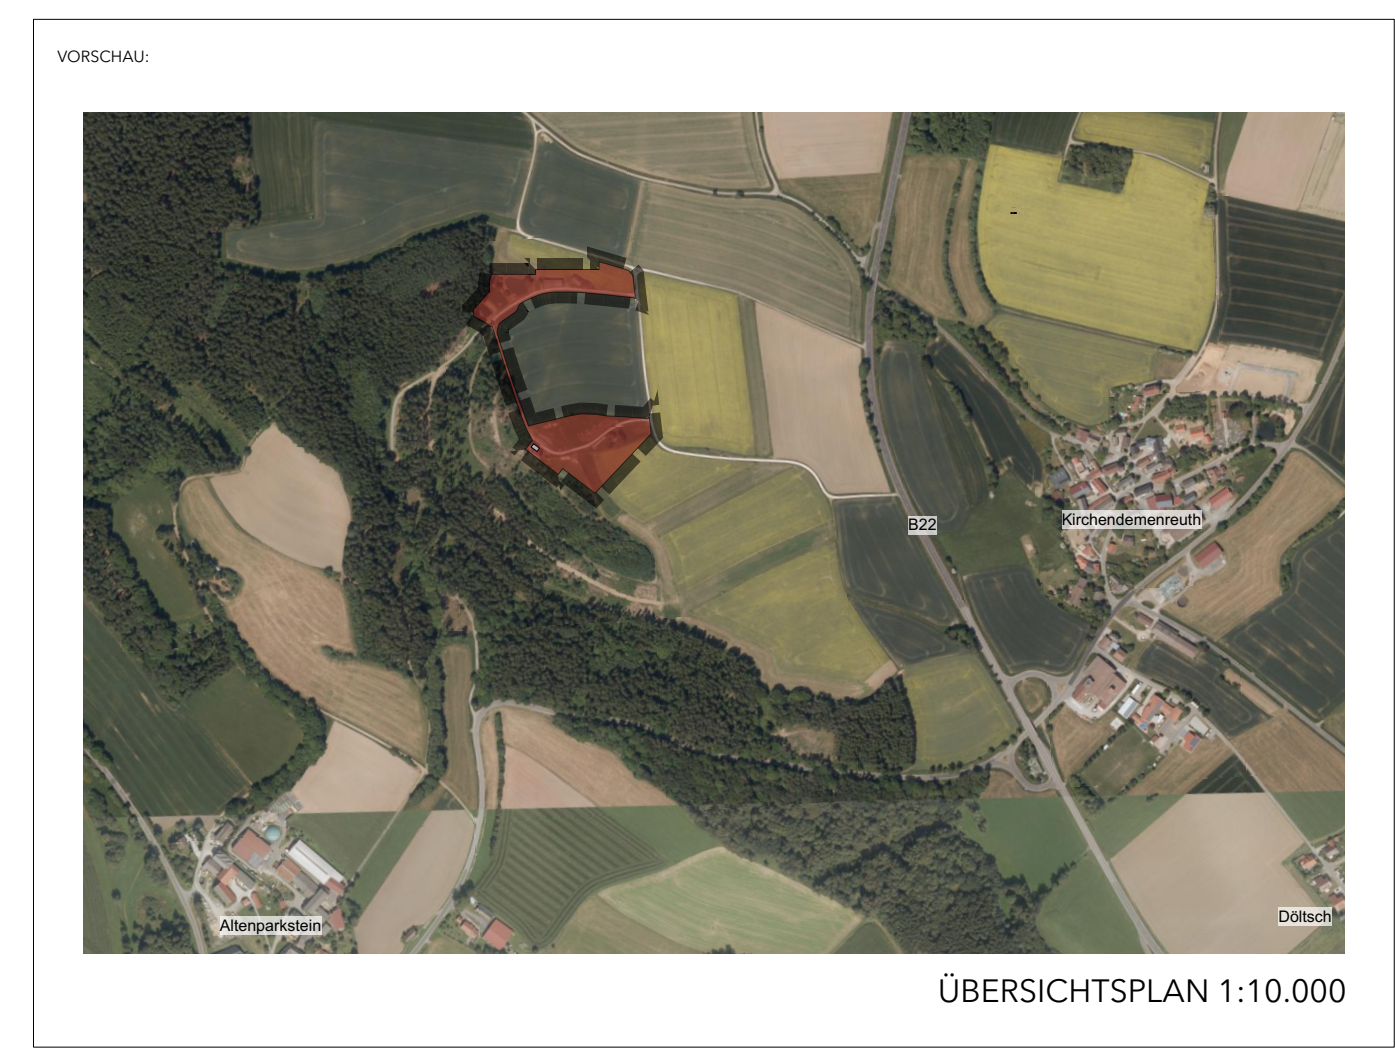 VORSCHAU:
B22
Kirchendemenreuth
Altenparkstein
Döltsch
ÜBERSICHTSPLAN 1:10.000